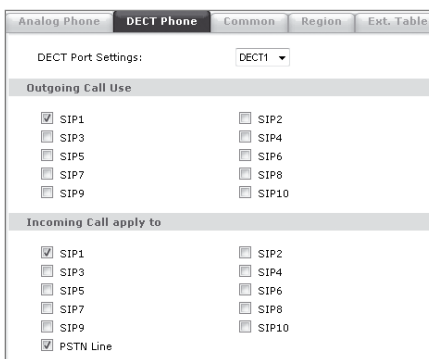 Analog Phone DECT Phone Common Region Ext. Table
DECT Port Settings: DECT1
Outgoing Call Use
SIP1 SIP2
SIP3 SIP4
SIP5 SIP6
SIP7 SIP8
SIP9 SIP10
Incoming Call apply to
SIP1 SIP2
SIP3 SIP4
SIP5 SIP6
SIP7 SIP8
SIP9 SIP10
PSTN Line